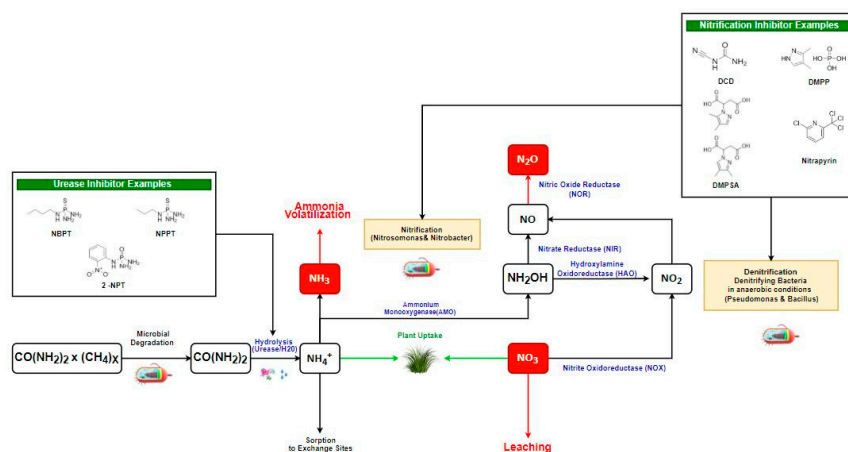 Nitrification Inhibitor Examples
DCD
DMPP
DMPSA
Nitrapyrin
Urease Inhibitor Examples
NBPT
NPPT
2 -NPT
Ammonia
Volatilization
NH3
Nitrification
(Nitrosomonas& Nitrobacter)
N2O
Nitric Oxide Reductase
(NOR)
NO
Nitrate Reductase (NIR)
NH2OH
Hydroxylamine
Oxidoreductase (HAO)
NO2
Denitrification
Denitrifying Bacteria
in anaerobic conditions
(Pseudomonas & Bacillus)
Ammonium
Monooxygenase(AMO)
CO(NH2)2 x (CH4)x
Microbial
Degradation
CO(NH2)2
Hydrolysis
(Urease/H20)
NH4+
Plant Uptake
NO3
Nitrite Oxidoreductase (NOX)
Sorption
to Exchange Sites
Leaching